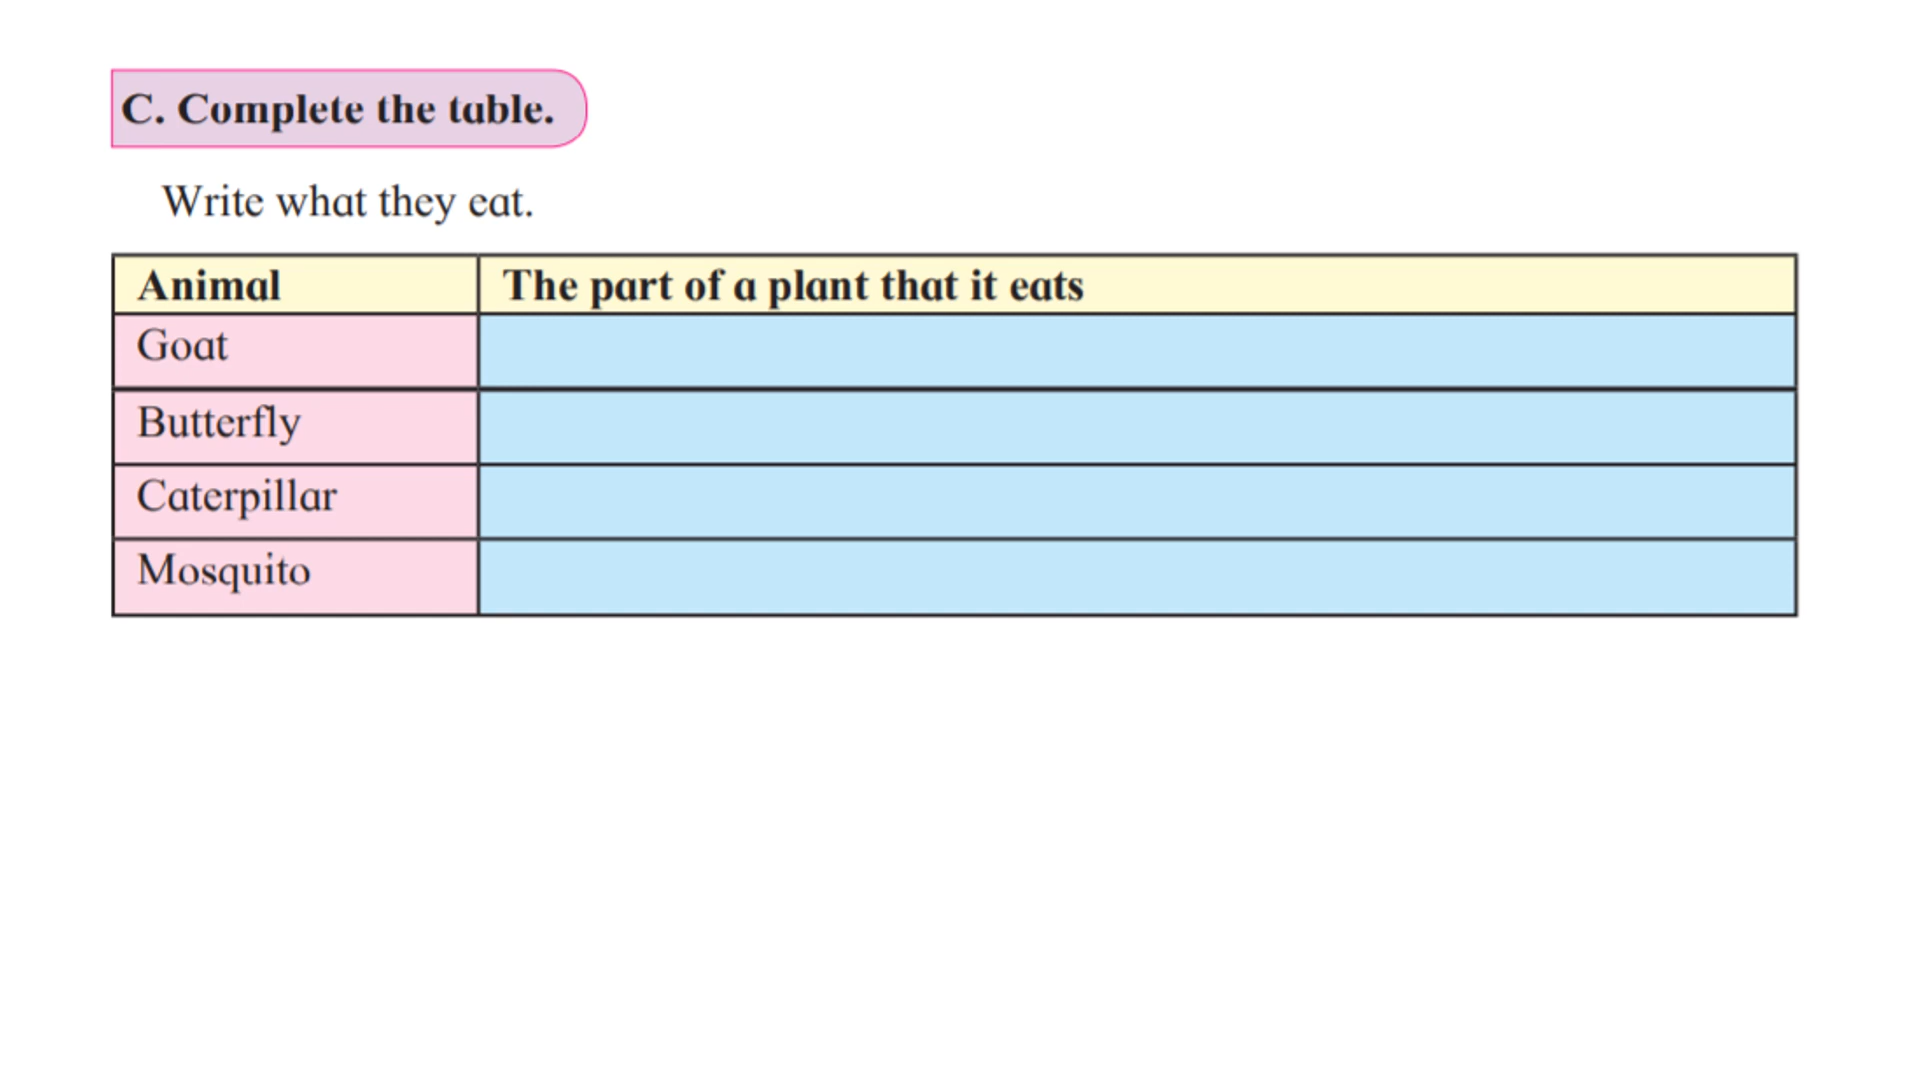 C. Complete the table.
Write what they eat.
Animal The part of a plant that it eats
Goat
Butterfly
Caterpillar
Mosquito